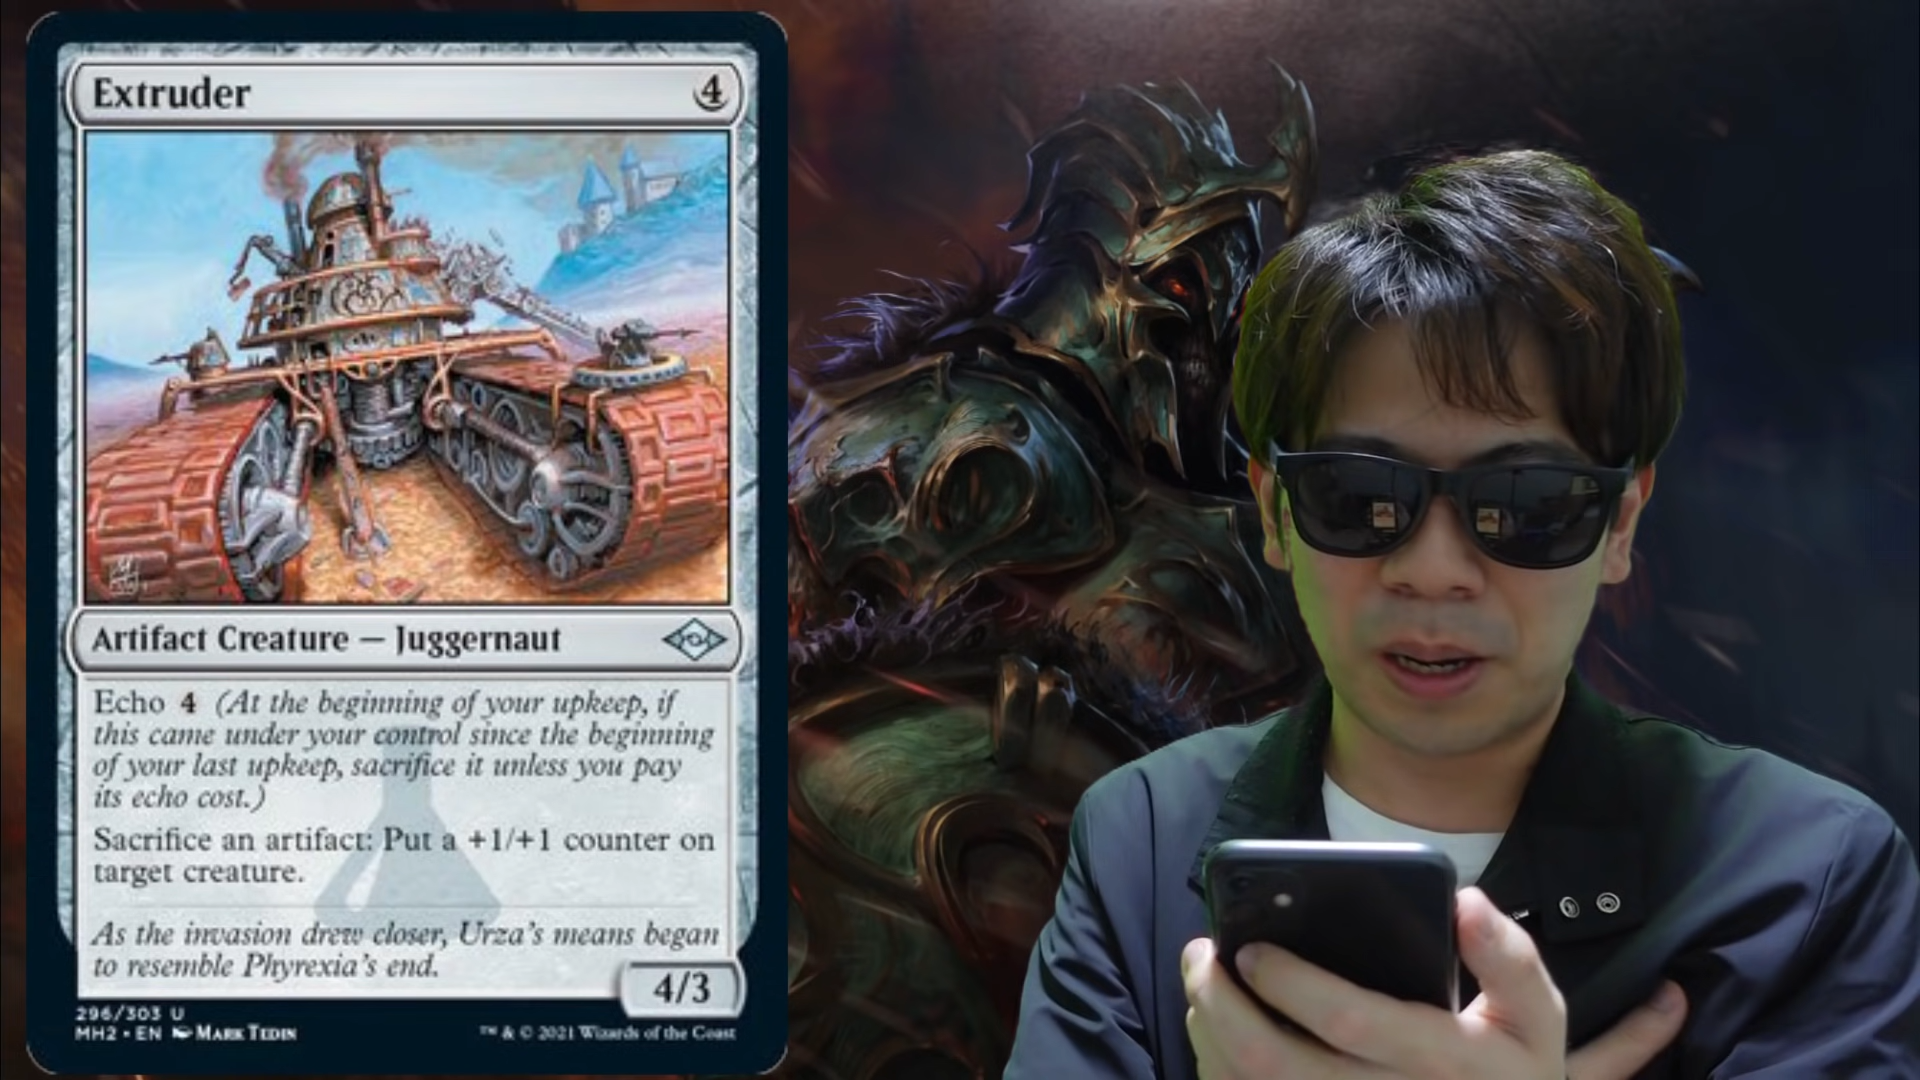 Extruder 4
Artifact Creature — Juggernaut
Echo 4 (At the beginning of your upkeep, if
this came under your control since the beginning
of your last upkeep, sacrifice it unless you pay
its echo cost.)
Sacrifice an artifact: Put a +1/+1 counter on
target creature.
As the invasion drew closer, Urza's means began
to resemble Phyrexia's end.
4/3
296/303 U
MH2 • EN Mark Tedin
™ & © 2021 Wizards of the Coast